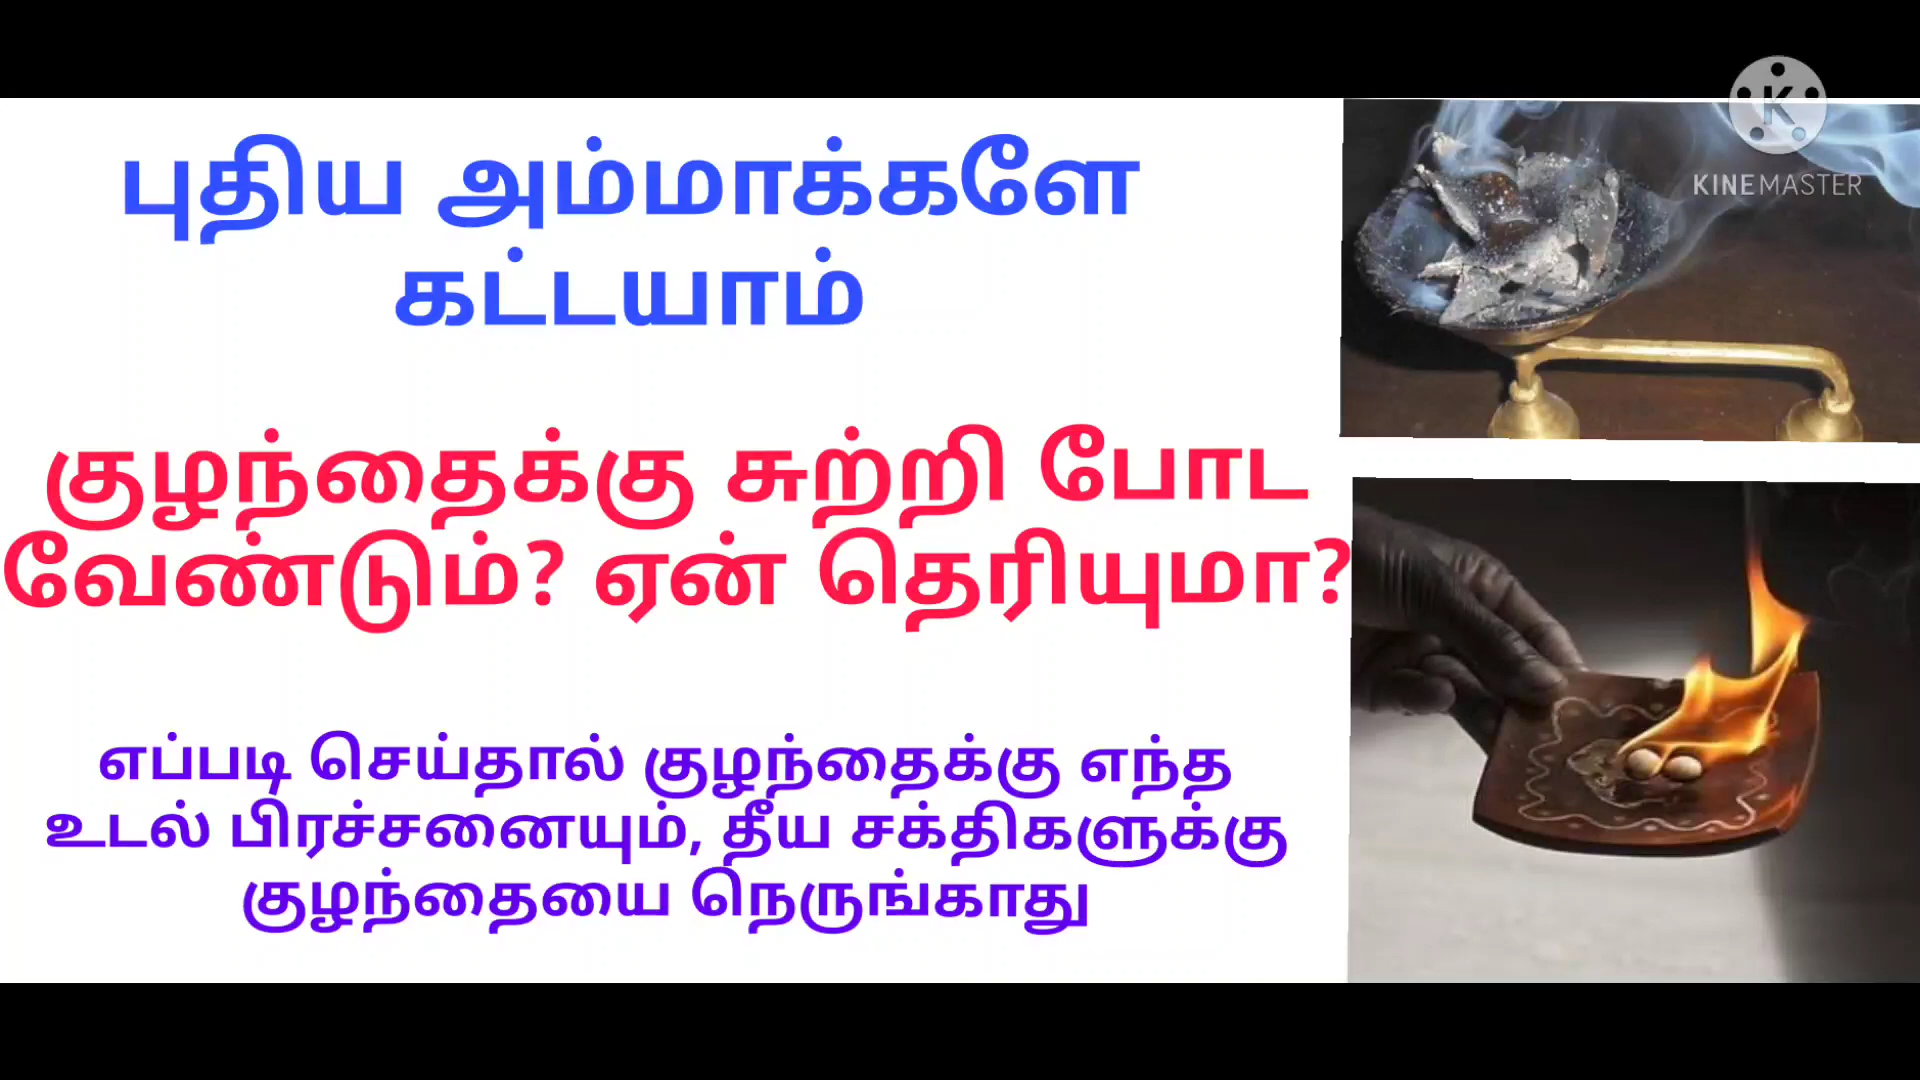 புதிய அம்மாக்களே
கட்டயாம்
குழந்தைக்கு சுற்றி போட
வேண்டும்? ஏன் தெரியுமா?
எப்படி செய்தால் குழந்தைக்கு எந்த
உடல் பிரச்சனையும், தீய சக்திகளுக்கு
குழந்தையை நெருங்காது
K
KINEMASTER